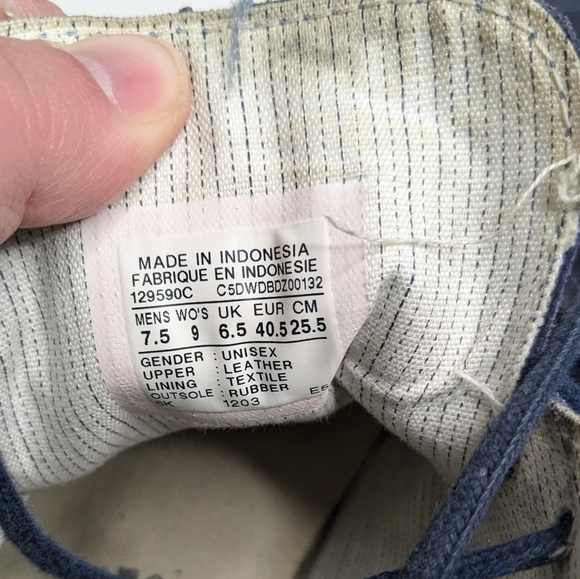 MADE IN INDONESIA
FABRIQUE EN INDONESIE
129590C C5DWDBDZ00132
MENS WO'S UK EUR CM
7.5 9 6.5 40.5 25.5
GENDER : UNISEX
UPPER : LEATHER
LINING : TEXTILE
OUTSOLE : RUBBER
SK 1203 E6